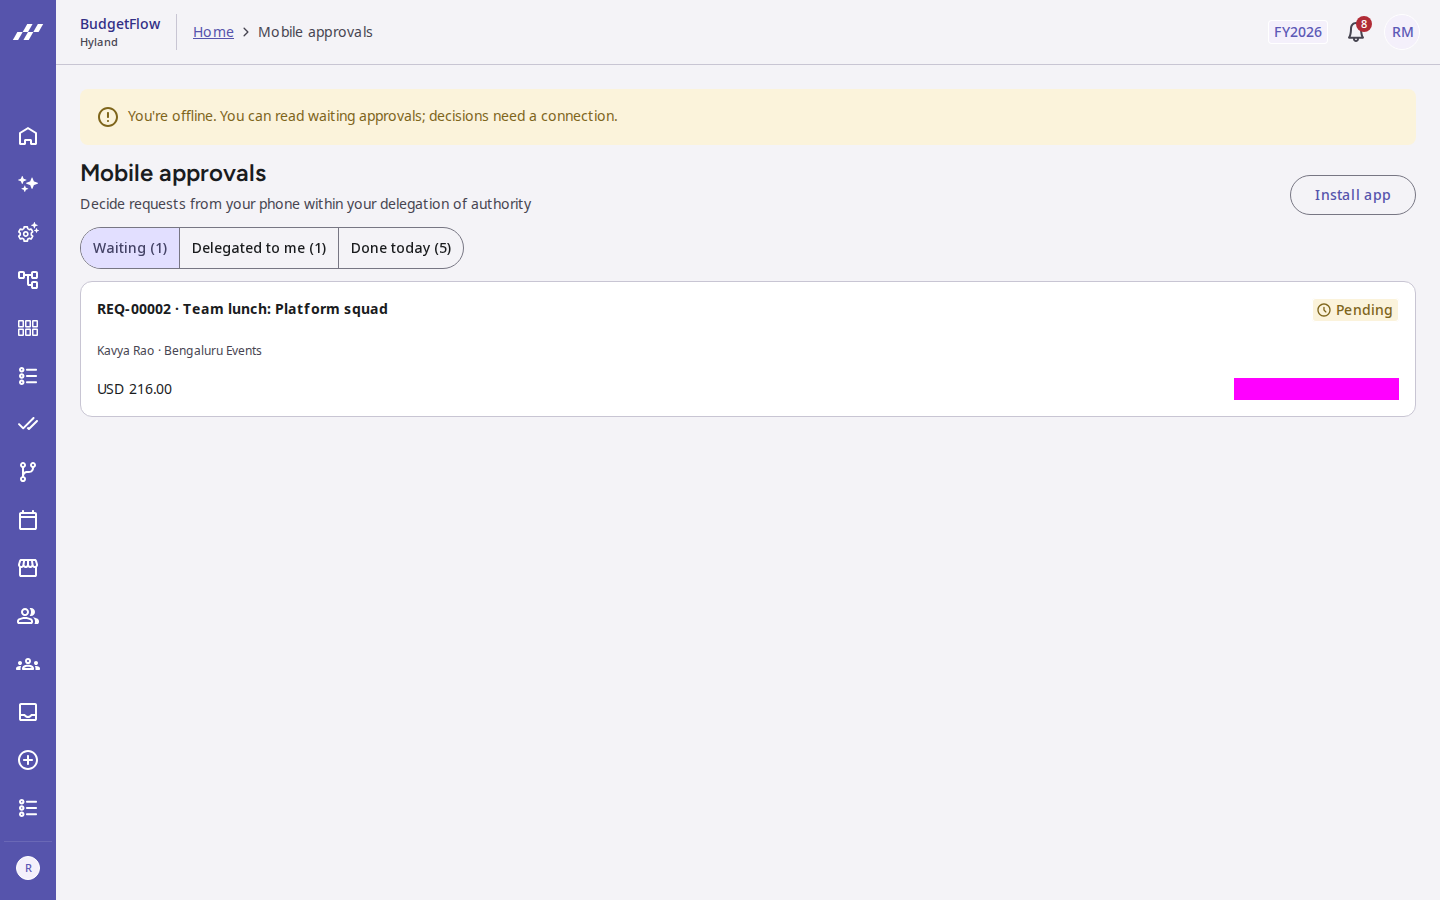 BudgetFlow
Hyland
Home > Mobile approvals
FY2026
8
RM
You're offline. You can read waiting approvals; decisions need a connection.
Mobile approvals
Decide requests from your phone within your delegation of authority
Install app
Waiting (1)
Delegated to me (1)
Done today (5)
REQ-00002 · Team lunch: Platform squad
Pending
Kavya Rao · Bengaluru Events
USD 216.00
R